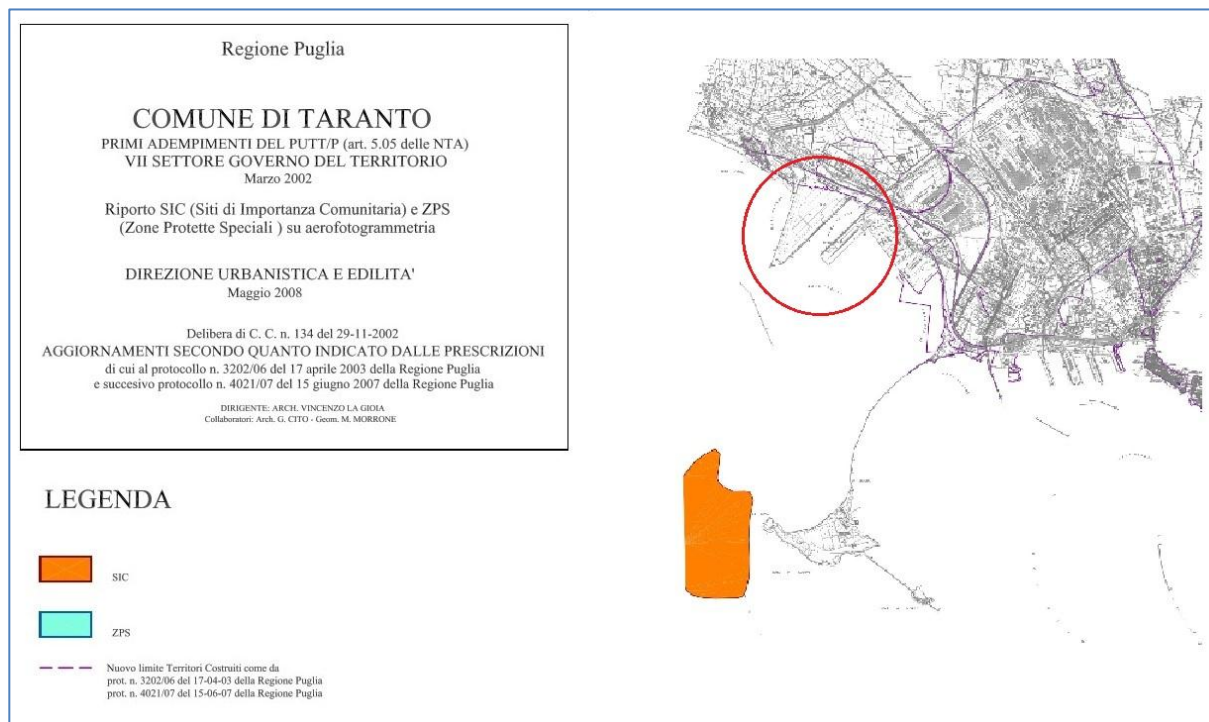 Regione Puglia
COMUNE DI TARANTO
PRIMI ADEMPIMENTI DEL PUTT/P (art. 5.05 delle NTA)
VII SETTORE GOVERNO DEL TERRITORIO
Marzo 2002
Riporto SIC (Siti di Importanza Comunitaria) e ZPS
(Zone Protette Speciali ) su aerofotogrammetria
DIREZIONE URBANISTICA E EDILITA'
Maggio 2008
Delibera di C. C. n. 134 del 29-11-2002
AGGIORNAMENTI SECONDO QUANTO INDICATO DALLE PRESCRIZIONI
di cui al protocollo n. 3202/06 del 17 aprile 2003 della Regione Puglia
e succesivo protocollo n. 4021/07 del 15 giugno 2007 della Regione Puglia
DIRIGENTE: ARCH. VINCENZO LA GIOIA
Collaboratori: Arch. G. CITO - Geom. M. MORRONE
LEGENDA
SIC
ZPS
Nuovo limite Territori Costruiti come da
prot. n. 3202/06 del 17-04-03 della Regione Puglia
prot. n. 4021/07 del 15-06-07 della Regione Puglia